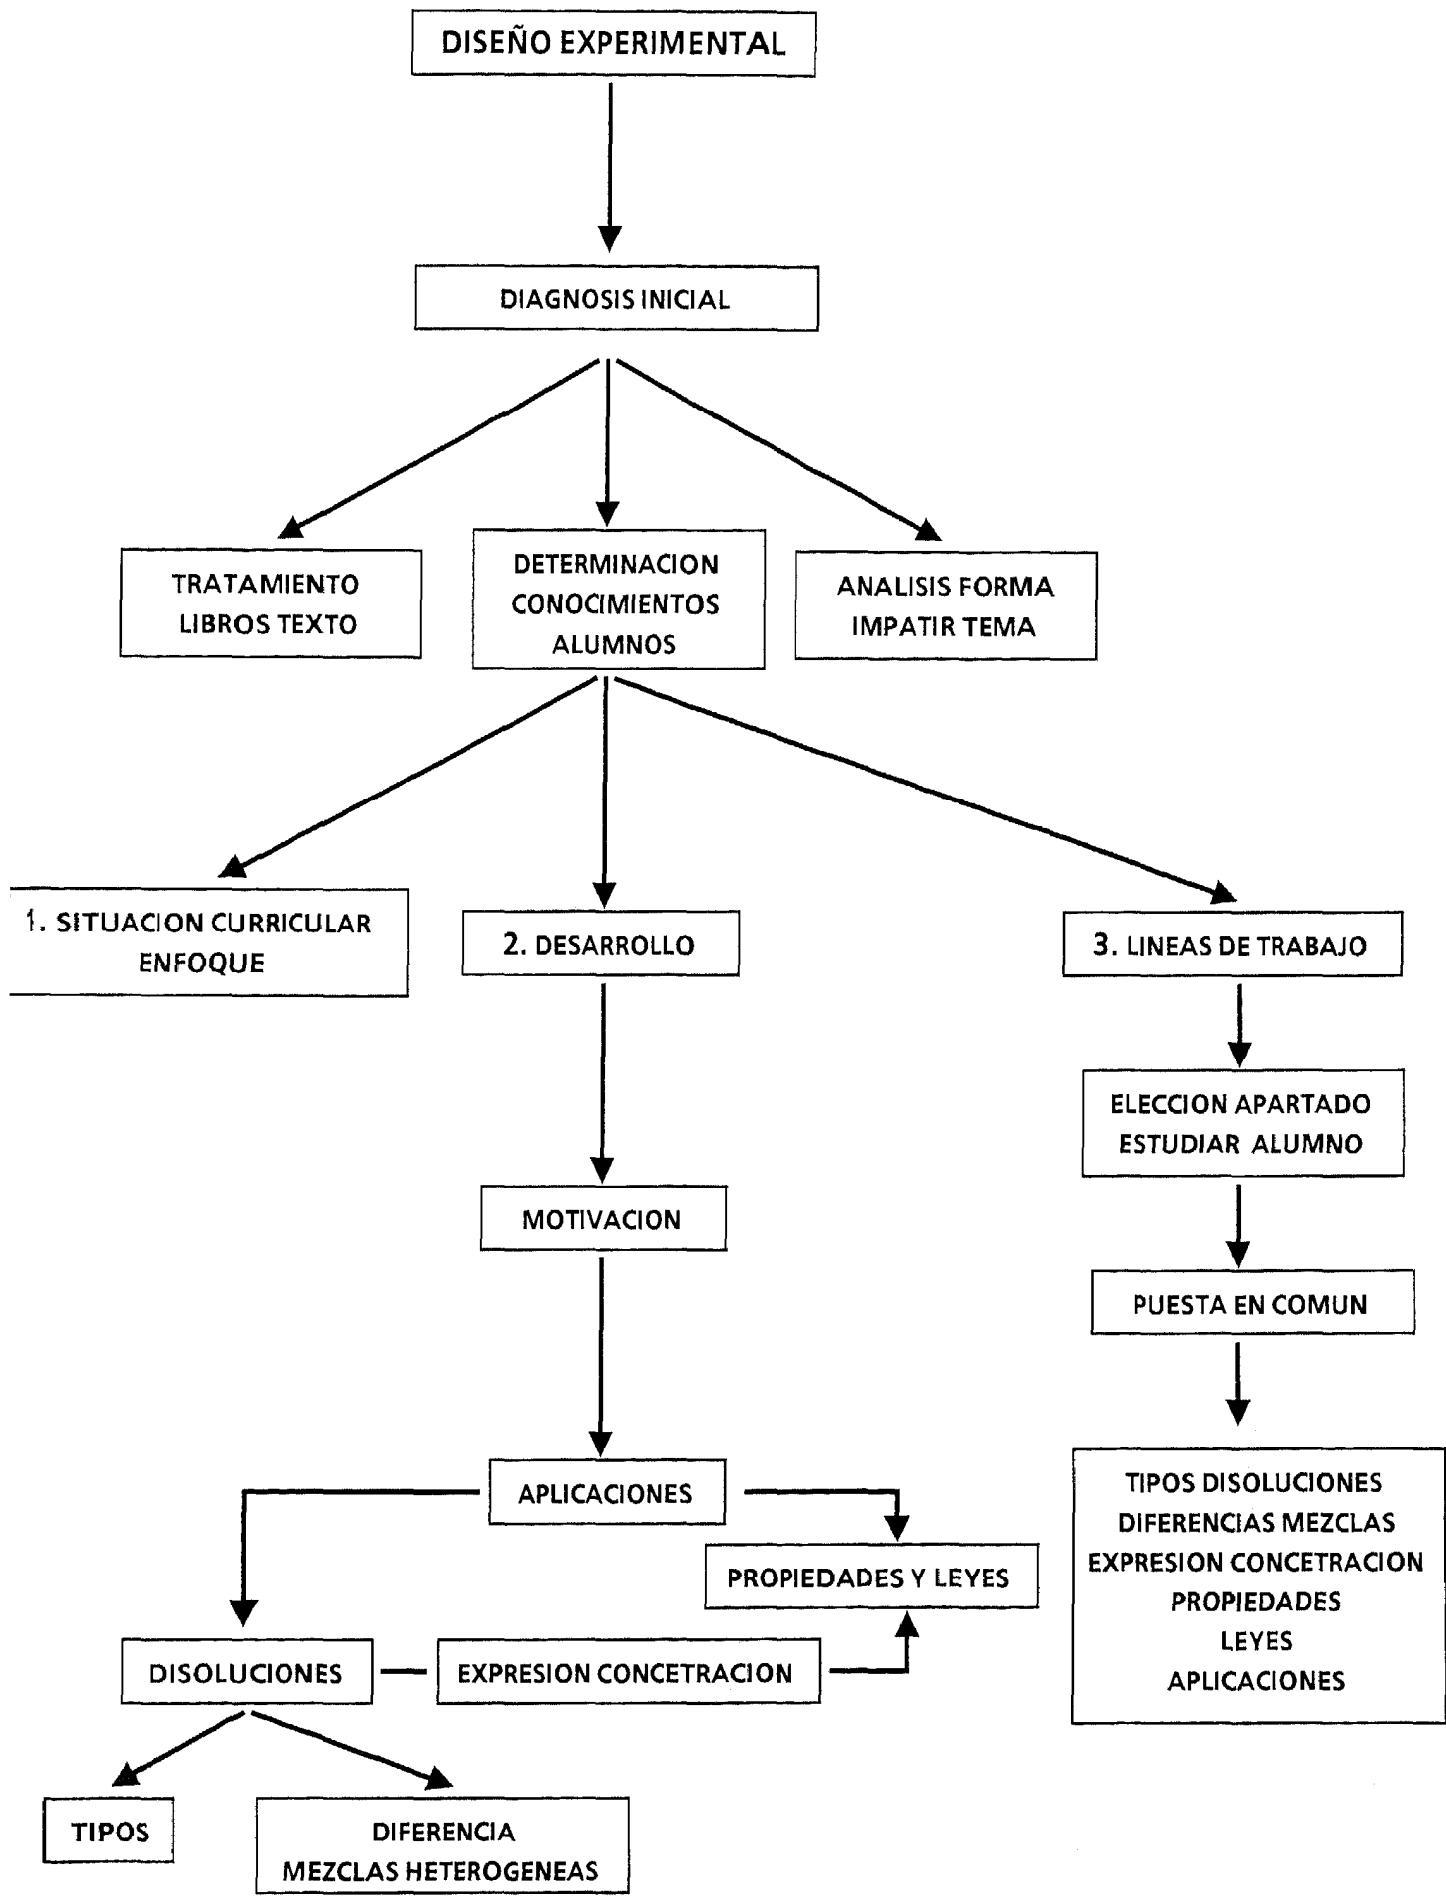 DISEÑO EXPERIMENTAL
DIAGNOSIS INICIAL
TRATAMIENTO
LIBROS TEXTO
DETERMINACION
CONOCIMIENTOS
ALUMNOS
ANALISIS FORMA
IMPATIR TEMA
1. SITUACION CURRICULAR
ENFOQUE
2. DESARROLLO
3. LINEAS DE TRABAJO
MOTIVACION
ELECCION APARTADO
ESTUDIAR ALUMNO
PUESTA EN COMUN
APLICACIONES
PROPIEDADES Y LEYES
DISOLUCIONES
EXPRESION CONCETRACION
TIPOS
DIFERENCIA
MEZCLAS HETEROGENEAS
TIPOS DISOLUCIONES
DIFERENCIAS MEZCLAS
EXPRESION CONCETRACION
PROPIEDADES
LEYES
APLICACIONES